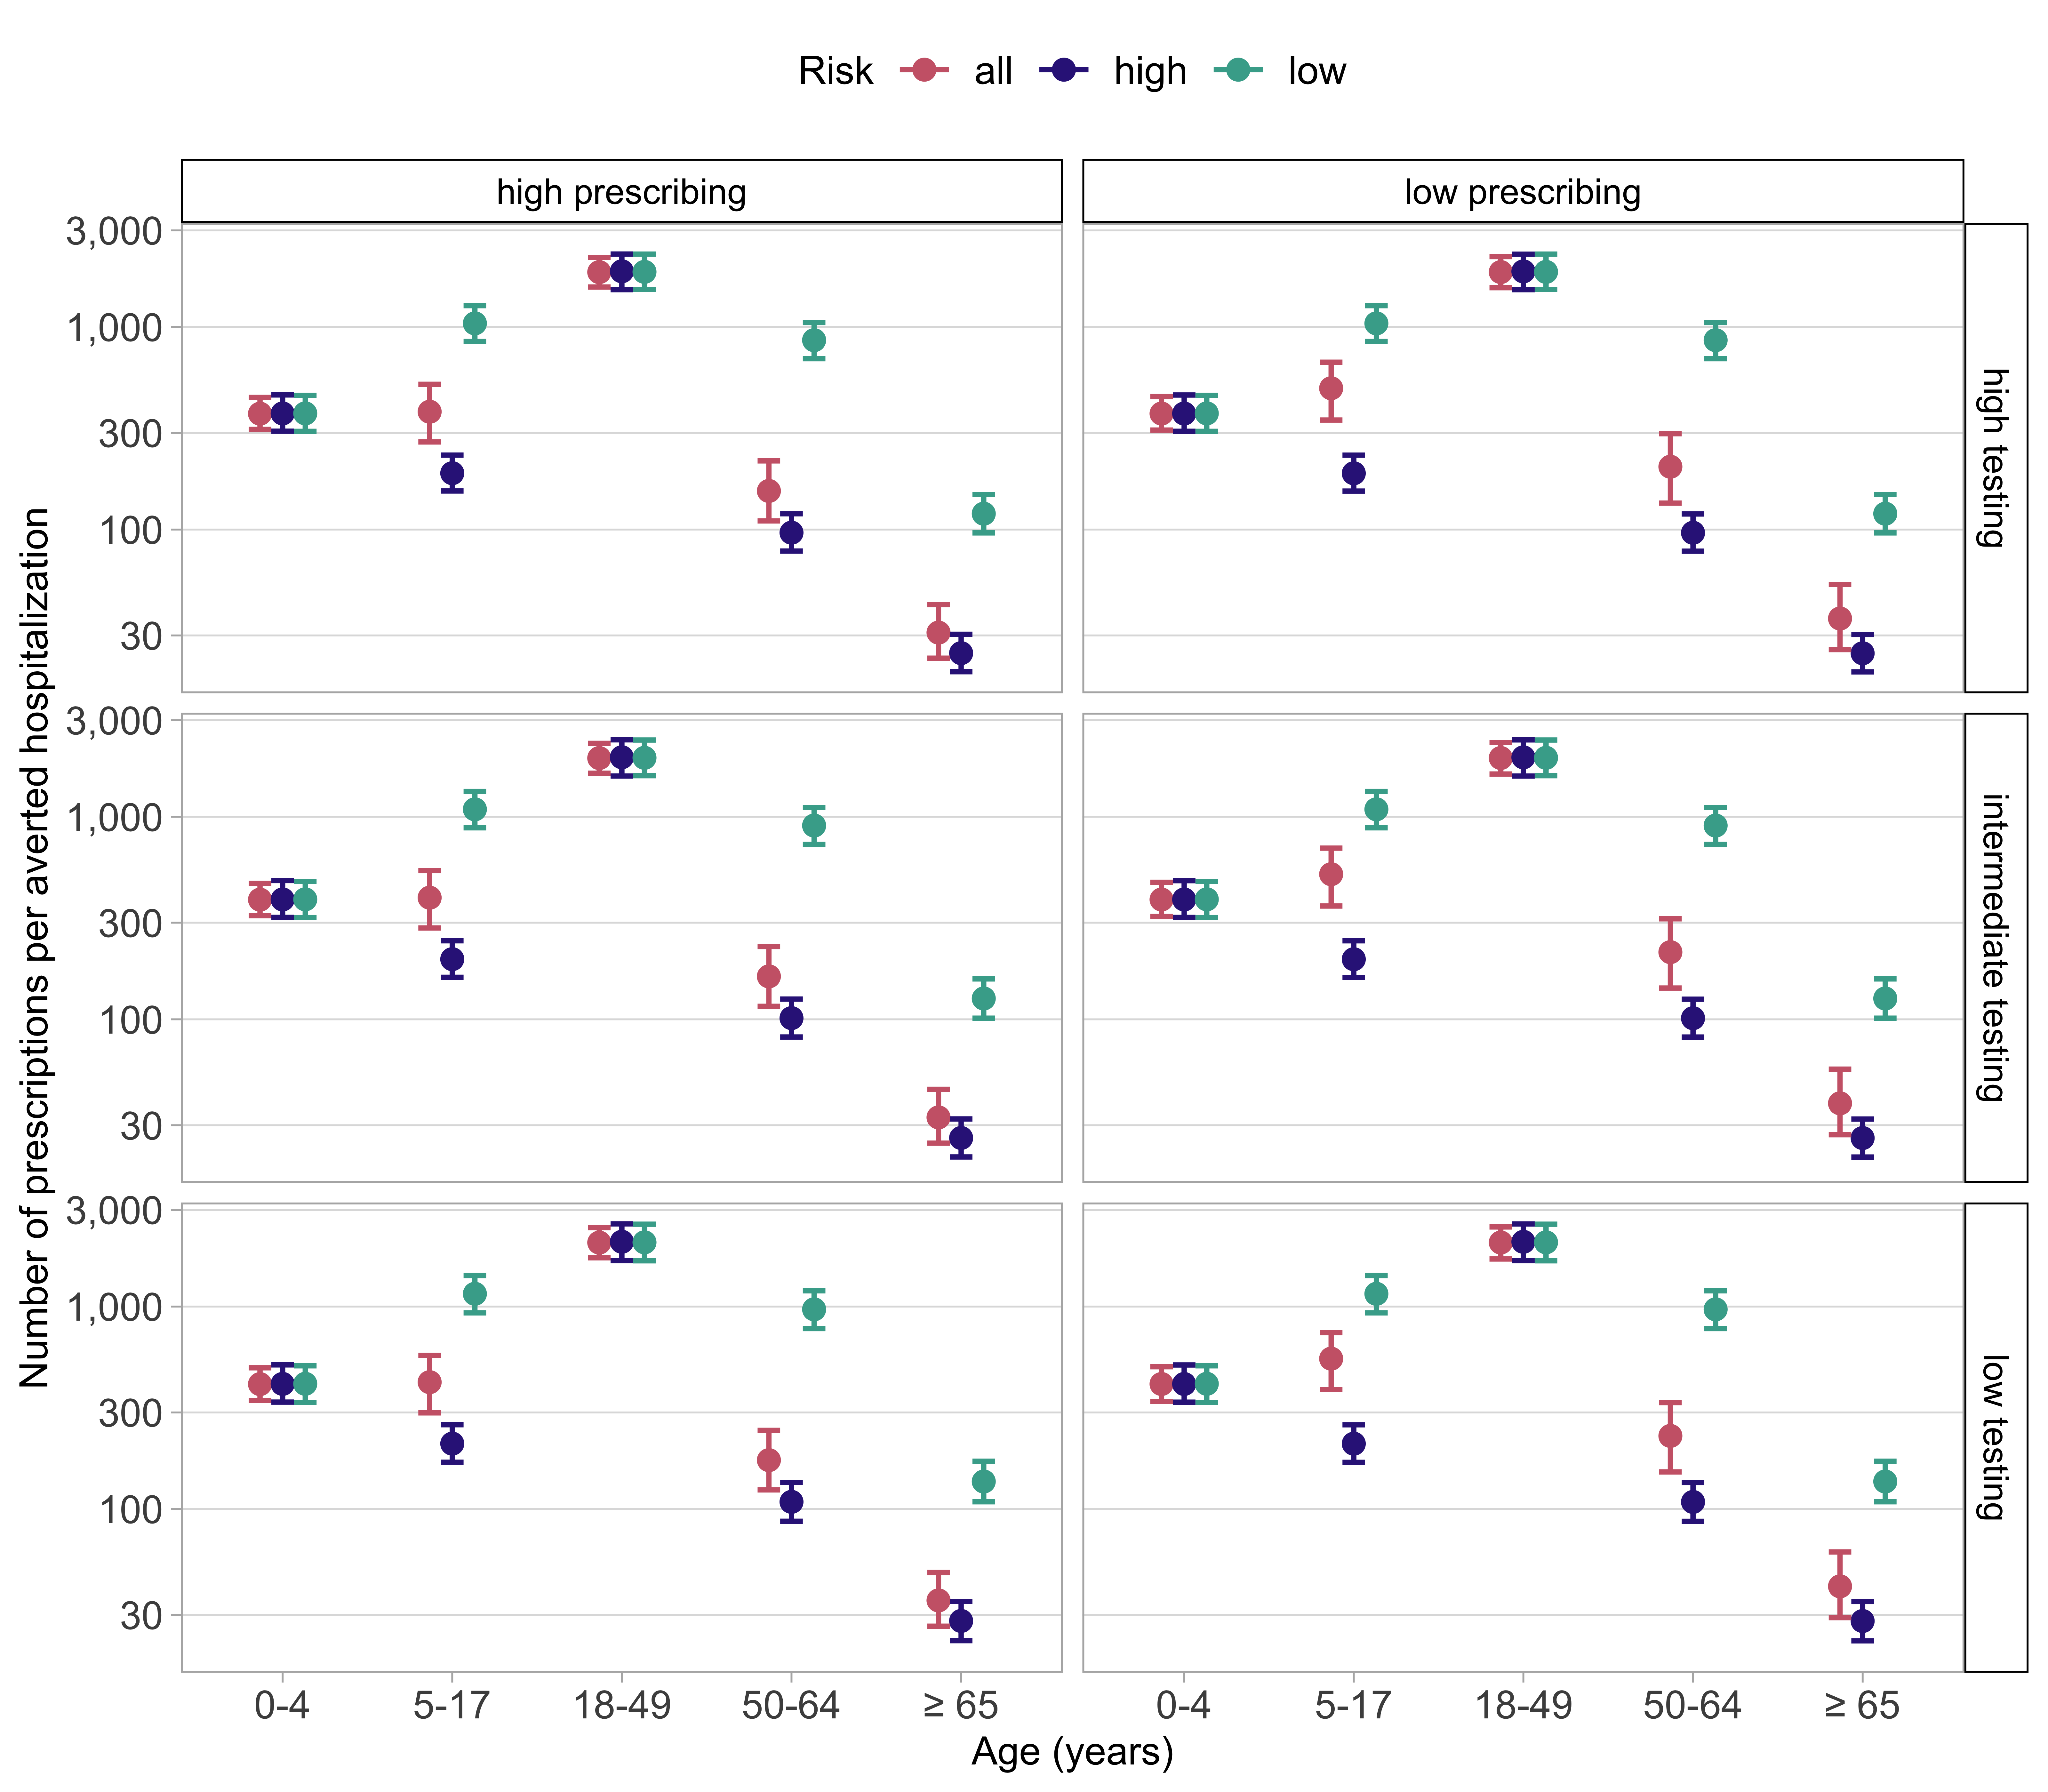 Risk all high low
high prescribing low prescribing
Number of prescriptions per averted hospitalization
3,000
1,000
300
100
30
high testing
3,000
1,000
300
100
30
intermediate testing
3,000
1,000
300
100
30
low testing
0-4 5-17 18-49 50-64 ≥ 65 0-4 5-17 18-49 50-64 ≥ 65
Age (years)